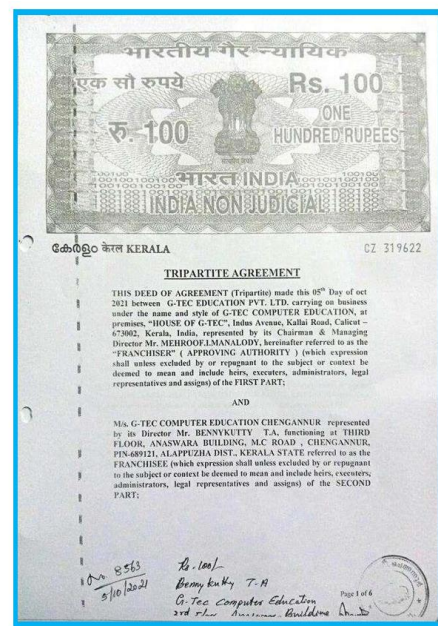 भारतीय गैर न्यायिक
एक सौ रुपये
Rs. 100
रु. 100
ONE
HUNDRED RUPEES
सत्यमेव जयते
भारत INDIA
INDIA NON JUDICIAL
കേരളം केरल KERALA
CZ 319622
TRIPARTITE AGREEMENT
THIS DEED OF AGREEMENT (Tripartite) made this 05th Day of oct
2021 between G-TEC EDUCATION PVT. LTD. carrying on business
under the name and style of G-TEC COMPUTER EDUCATION, at
premises, "HOUSE OF G-TEC", Indus Avenue, Kallai Road, Calicut –
673002, Kerala, India, represented by its Chairman & Managing
Director Mr. MEHROOF.I.MANALODY, hereinafter referred to as the
"FRANCHISER" ( APPROVING AUTHORITY ) (which expression
shall unless excluded by or repugnant to the subject or context be
deemed to mean and include heirs, executers, administrators, legal
representatives and assigns) of the FIRST PART;
AND
M/s. G-TEC COMPUTER EDUCATION CHENGANNUR represented
by its Director Mr. BENNYKUTTY T.A. functioning at THIRD
FLOOR, ANASWARA BUILDING, M.C ROAD , CHENGANNUR,
PIN-689121, ALAPPUZHA DIST., KERALA STATE referred to as the
FRANCHISEE (which expression shall unless excluded by or repugnant
to the subject or context be deemed to mean and include heirs, executers,
administrators, legal representatives and assigns) of the SECOND
PART;
No. 8563
5/10/2021
Rs. 100/-
Benny kutty T-A
G-Tec Computer Education
3rd Floor Building
Page 1 of 6